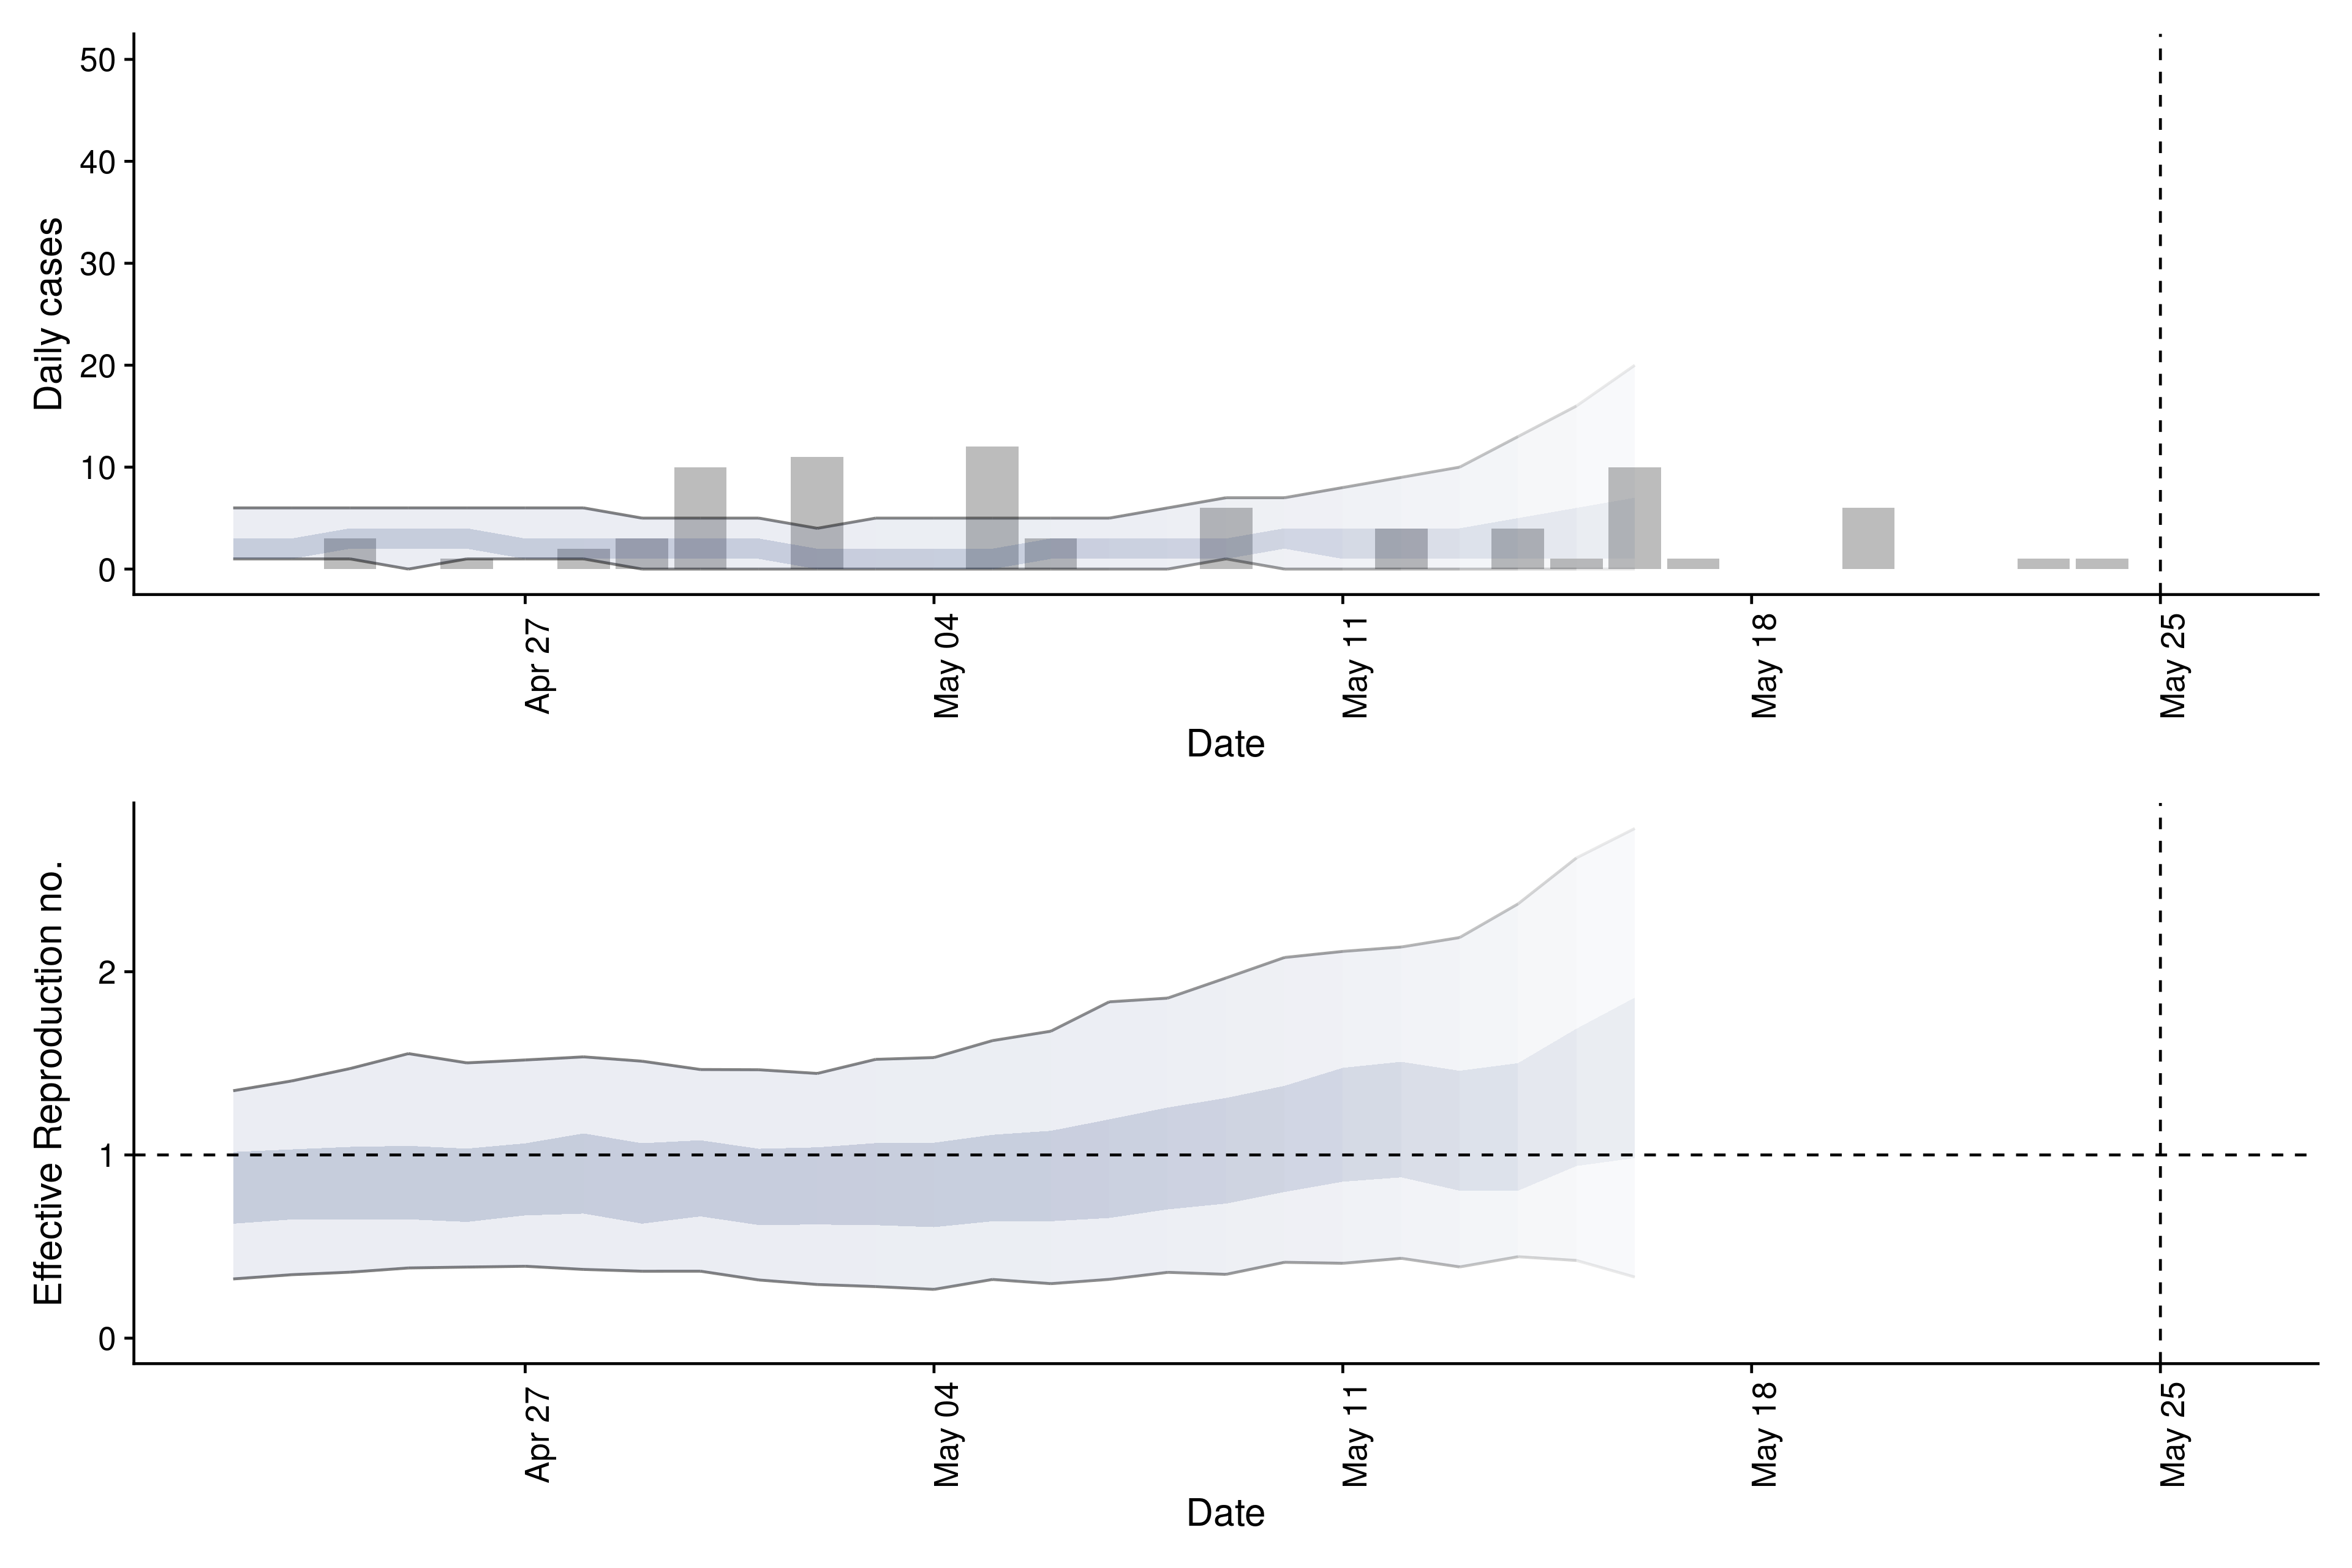 Daily cases
50
40
30
20
10
0
Apr 27
May 04
May 11
May 18
May 25
Date
Effective Reproduction no.
2
1
0
Apr 27
May 04
May 11
May 18
May 25
Date